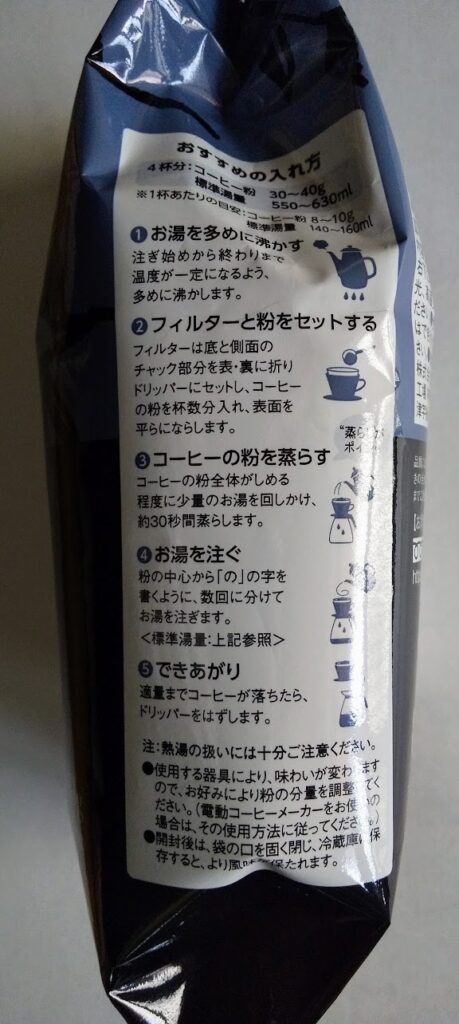 おすすめの入れ方
4杯分:コーヒー粉 30〜40g
標準湯量 550〜630ml
※1杯あたりの目安:コーヒー粉 8〜10g
標準湯量 140〜160ml
❶お湯を多めに沸かす
注ぎ始めから終わりまで
温度が一定になるよう、
多めに沸かします。
❷フィルターと粉をセットする
フィルターは底と側面の
チャック部分を表・裏に折り
ドリッパーにセットし、コーヒー
の粉を杯数分入れ、表面を
平らにならします。
❸コーヒーの粉を蒸らす
コーヒーの粉全体がしめる
程度に少量のお湯を回しかけ、
約30秒間蒸らします。
❹お湯を注ぐ
粉の中心から「の」の字を
書くように、数回に分けて
お湯を注ぎます。
<標準湯量:上記参照>
❺できあがり
適量までコーヒーが落ちたら、
ドリッパーをはずします。
注:熱湯の扱いには十分ご注意ください。
●使用する器具により、味わいが変わります
ので、お好みにより粉の分量を調整してく
ださい。(電動コーヒーメーカーをお使いの
場合は、その使用方法に従ってください。)
●開封後は、袋の口を固く閉じ、冷蔵庫に保
存すると、より風味が保たれます。